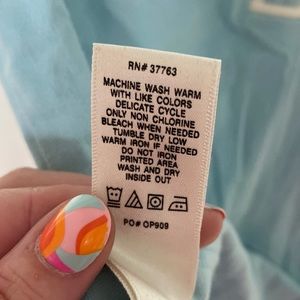 RN# 37763
MACHINE WASH WARM
WITH LIKE COLORS
DELICATE CYCLE
ONLY NON CHLORINE
BLEACH WHEN NEEDED
TUMBLE DRY LOW
WARM IRON IF NEEDED
DO NOT IRON
PRINTED AREA
WASH AND DRY
INSIDE OUT
PO# OP909